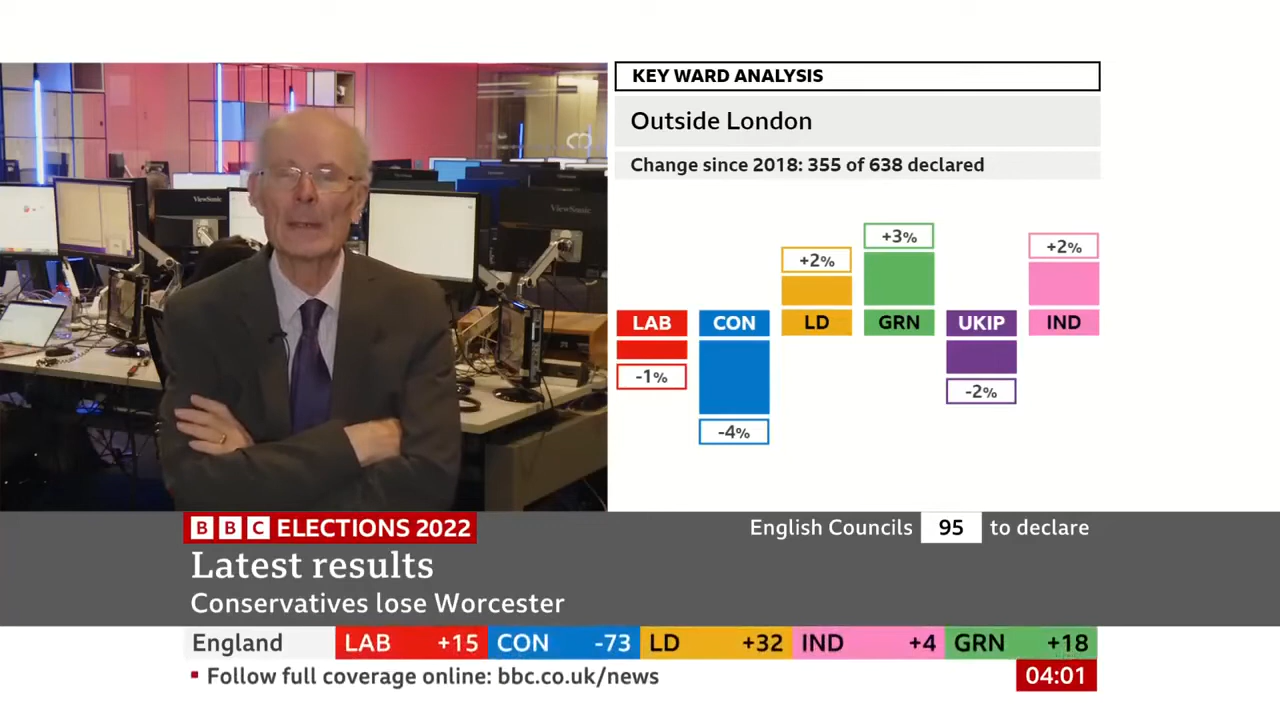 KEY WARD ANALYSIS
Outside London
Change since 2018: 355 of 638 declared
+3%
+2%
+2%
LAB CON LD GRN UKIP IND
-1%
-2%
-4%
ViewSonic
ViewSonic
BBC ELECTIONS 2022
English Councils 95 to declare
Latest results
Conservatives lose Worcester
England LAB +15 CON -73 LD +32 IND +4 GRN +18
Follow full coverage online: bbc.co.uk/news
04:01